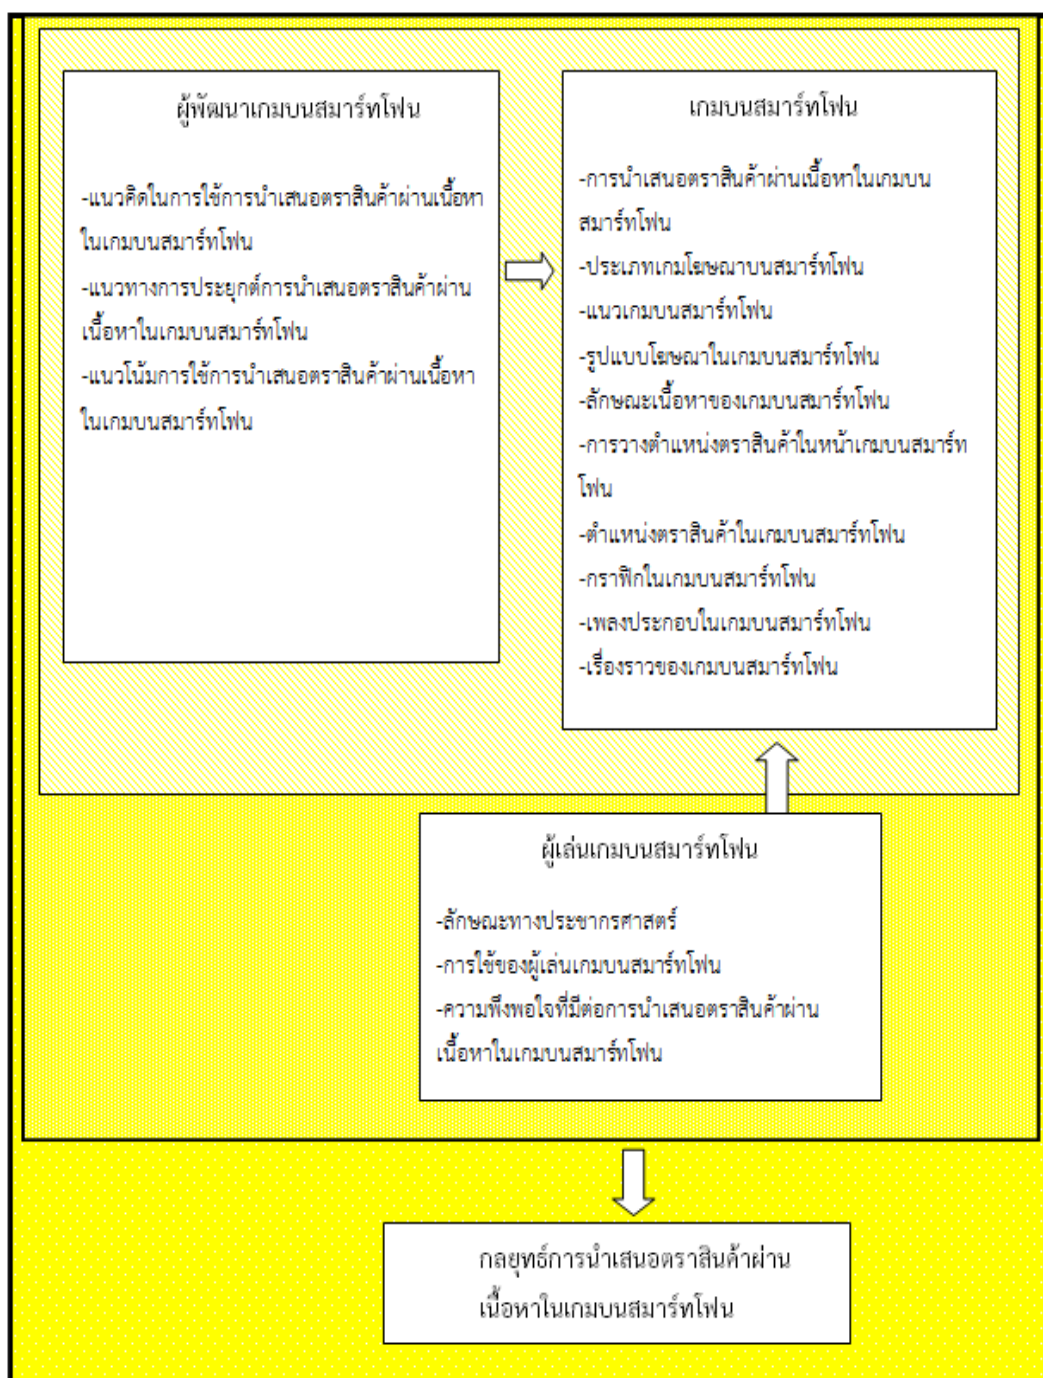 ผู้พัฒนาเกมบนสมาร์ทโฟน
-แนวคิดในการใช้การนำเสนอตราสินค้าผ่านเนื้อหา
ในเกมบนสมาร์ทโฟน
-แนวทางการประยุกต์การนำเสนอตราสินค้าผ่าน
เนื้อหาในเกมบนสมาร์ทโฟน
-แนวโน้มการใช้การนำเสนอตราสินค้าผ่านเนื้อหา
ในเกมบนสมาร์ทโฟน
เกมบนสมาร์ทโฟน
-การนำเสนอตราสินค้าผ่านเนื้อหาในเกมบน
สมาร์ทโฟน
-ประเภทเกมโฆษณาบนสมาร์ทโฟน
-แนวเกมบนสมาร์ทโฟน
-รูปแบบโฆษณาในเกมบนสมาร์ทโฟน
-ลักษณะเนื้อหาของเกมบนสมาร์ทโฟน
-การวางตำแหน่งตราสินค้าในหน้าเกมบนสมาร์ท
โฟน
-ตำแหน่งตราสินค้าในเกมบนสมาร์ทโฟน
-กราฟิกในเกมบนสมาร์ทโฟน
-เพลงประกอบในเกมบนสมาร์ทโฟน
-เรื่องราวของเกมบนสมาร์ทโฟน
ผู้เล่นเกมบนสมาร์ทโฟน
-ลักษณะทางประชากรศาสตร์
-การใช้ของผู้เล่นเกมบนสมาร์ทโฟน
-ความพึงพอใจที่มีต่อการนำเสนอตราสินค้าผ่าน
เนื้อหาในเกมบนสมาร์ทโฟน
กลยุทธ์การนำเสนอตราสินค้าผ่าน
เนื้อหาในเกมบนสมาร์ทโฟน